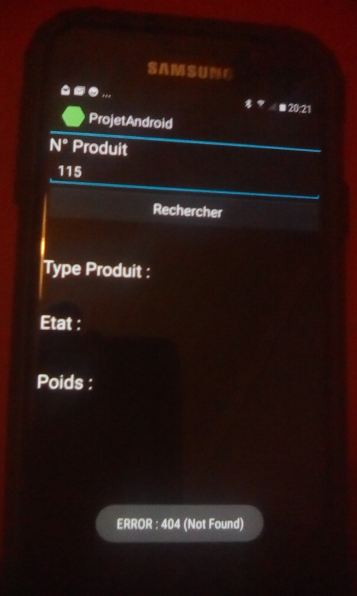 SAMSUNG
... 20:21
ProjetAndroid
N° Produit
115
Rechercher
Type Produit :
Etat :
Poids :
ERROR : 404 (Not Found)